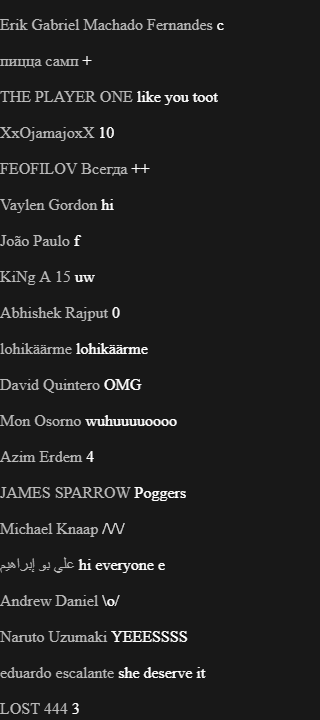 Erik Gabriel Machado Fernandes c
пицца самп +
THE PLAYER ONE like you toot
XxOjamajoxX 10
FEOFILOV Всегда ++
Vaylen Gordon hi
João Paulo f
KiNg A 15 uw
Abhishek Rajput 0
lohikäärme lohikäärme
David Quintero OMG
Mon Osorno wuhuuuuoooo
Azim Erdem 4
JAMES SPARROW Poggers
Michael Knaap /\/\/
علي بو إبراهيم hi everyone e
Andrew Daniel \o/
Naruto Uzumaki YEEESSSS
eduardo escalante she deserve it
LOST 444 3